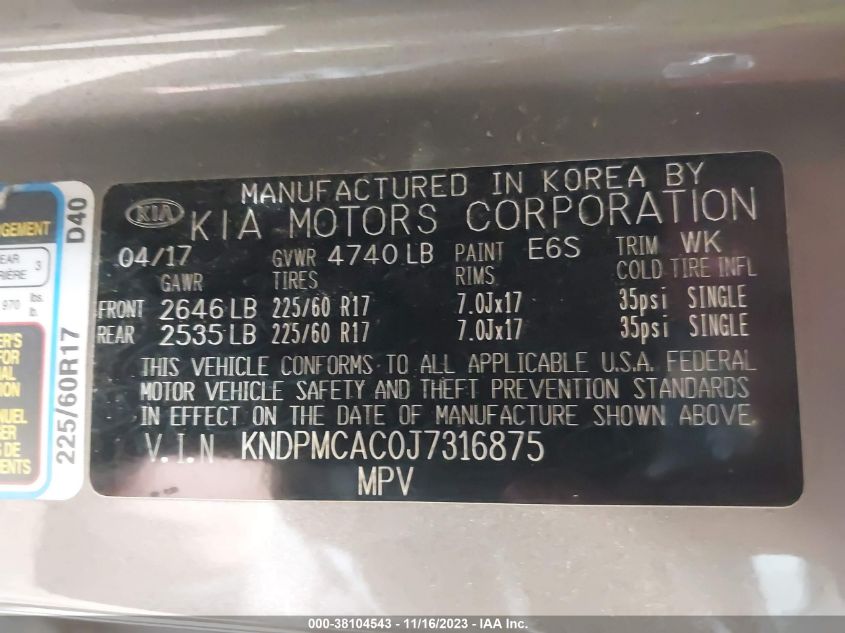 MANUFACTURED IN KOREA BY
KIA KIA MOTORS CORPORATION
04/17 GVWR 4740 LB PAINT E6S TRIM WK
GAWR TIRES RIMS COLD TIRE INFL
FRONT 2646 LB 225/60 R17 7.0Jx17 35psi SINGLE
REAR 2535 LB 225/60 R17 7.0Jx17 35psi SINGLE
THIS VEHICLE CONFORMS TO ALL APPLICABLE U.S.A. FEDERAL
MOTOR VEHICLE SAFETY AND THEFT PREVENTION STANDARDS
IN EFFECT ON THE DATE OF MANUFACTURE SHOWN ABOVE.
V.I.N KNDPMCAC0J7316875
MPV
225/60R17 D40
3
970 lbs.
FOR
000-38104543 - 11/16/2023 - IAA Inc.